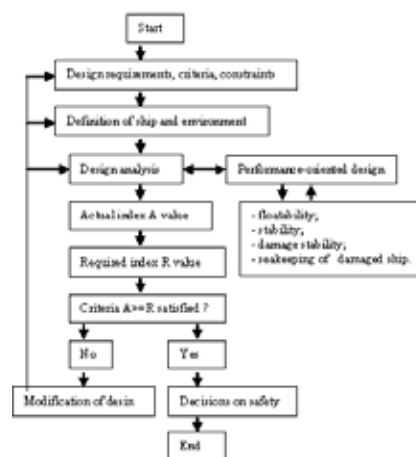 Start
Design requirements, criteria, constraints
Definition of ship and environment
Design analysis
Performance-oriented design
Actual index A value
- floatability;
- stability;
- damage stability;
- seakeeping of damaged ship.
Required index R value
Criteria A>=R satisfied ?
No
Yes
Modification of desin
Decisions on safety
End